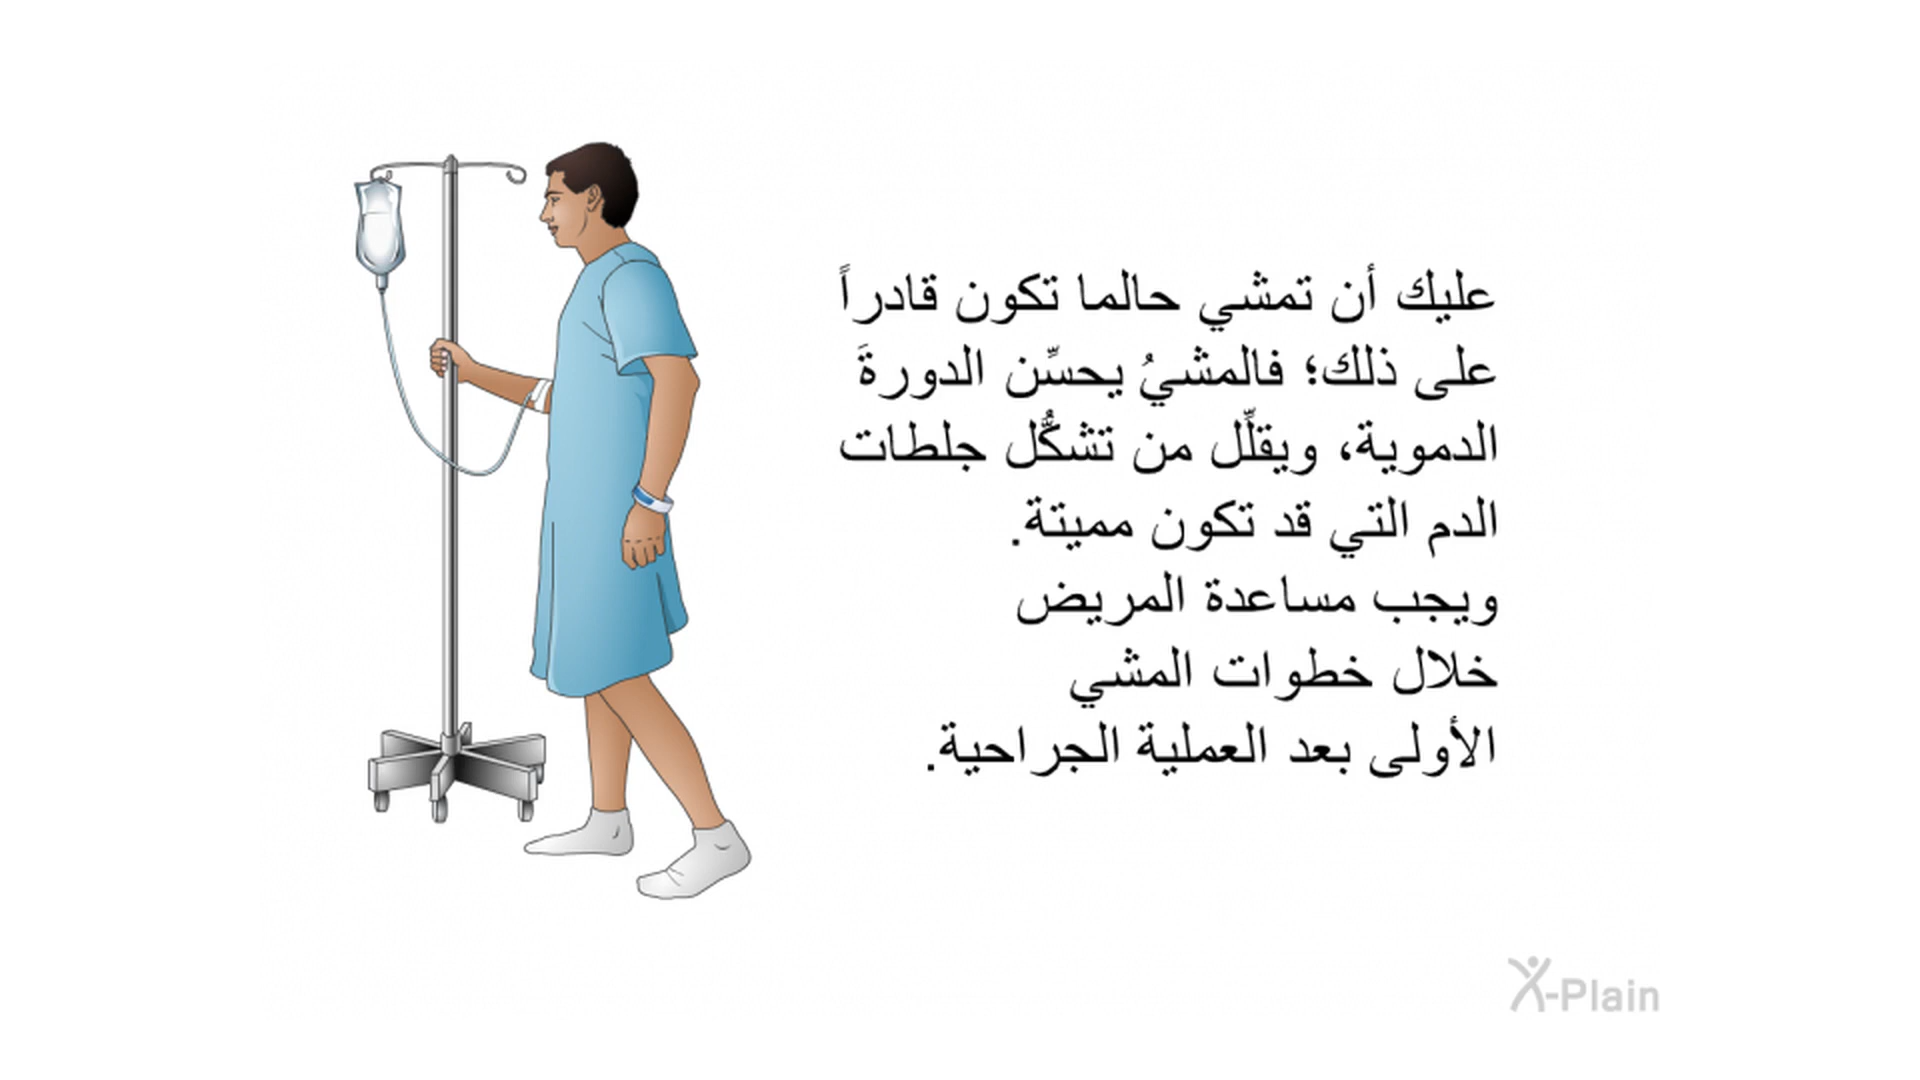 عليك أن تمشي حالما تكون قادراً
على ذلك؛ فالمشيُ يحسِّن الدورةَ
الدموية، ويقلِّل من تشكُّل جلطات
الدم التي قد تكون مميتة.
ويجب مساعدة المريض
خلال خطوات المشي
الأولى بعد العملية الجراحية.
X-Plain